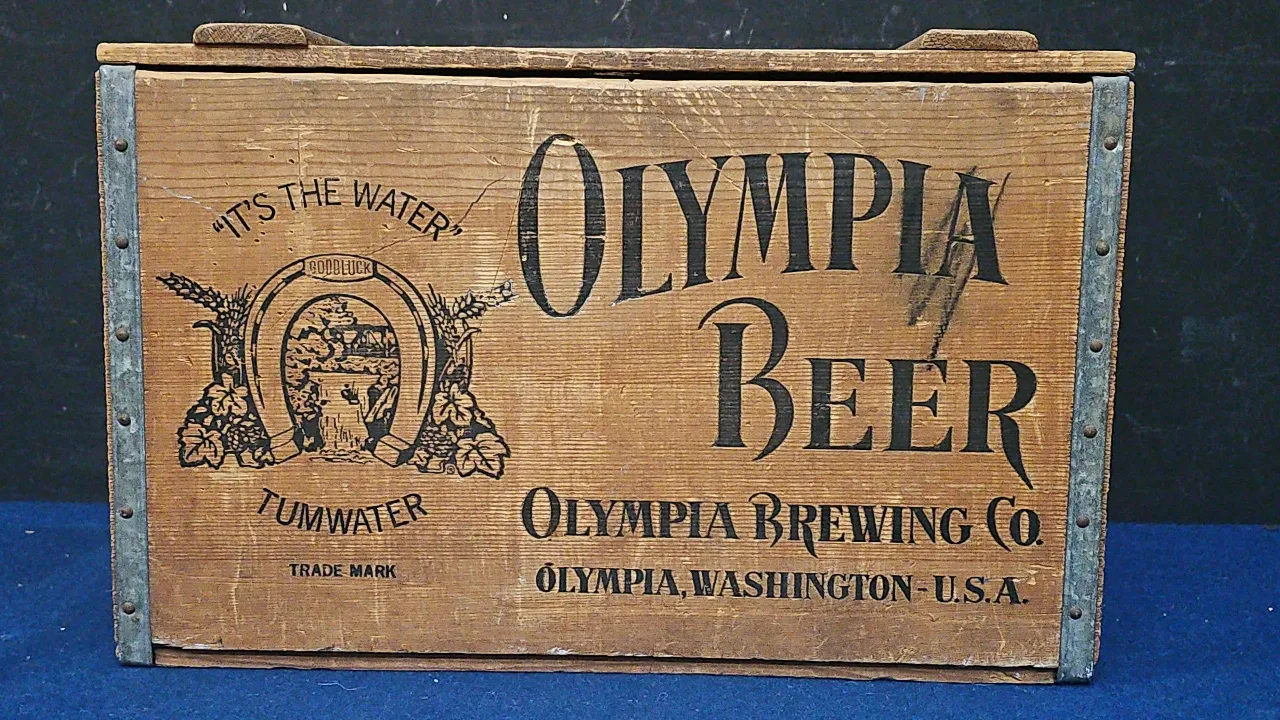 "IT'S THE WATER"
GOOD LUCK
TUMWATER
TRADE MARK
OLYMPIA
BEER
OLYMPIA BREWING CO.
OLYMPIA, WASHINGTON - U.S.A.